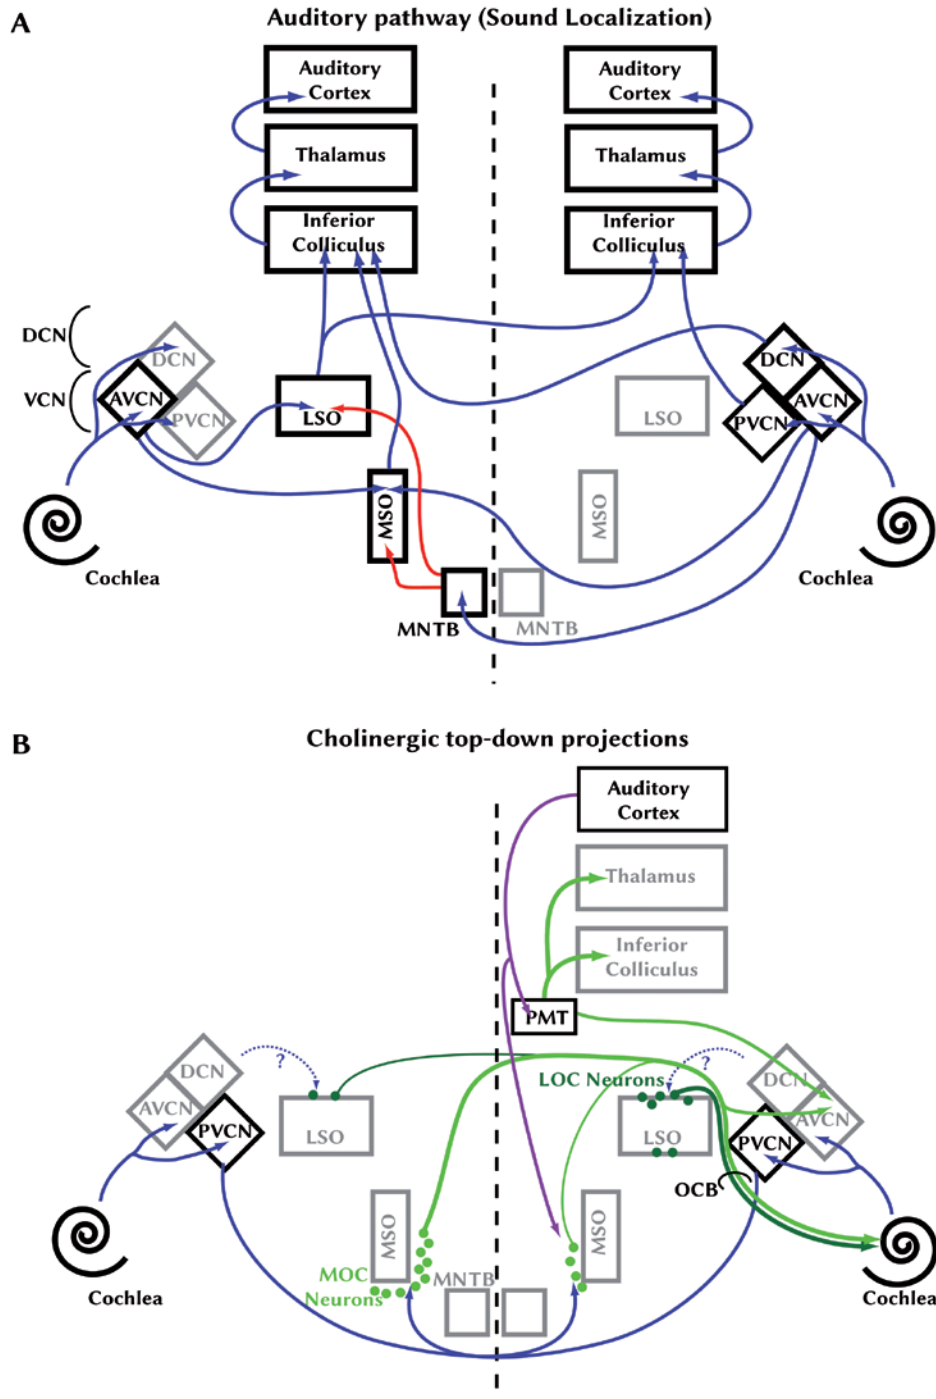 A
Auditory pathway (Sound Localization)
Auditory
Cortex
Auditory
Cortex
Thalamus
Thalamus
Inferior
Colliculus
Inferior
Colliculus
DCN
VCN
DCN
AVCN
PVCN
LSO
MSO
Cochlea
MNTB
MNTB
LSO
MSO
DCN
AVCN
PVCN
Cochlea
B
Cholinergic top-down projections
Auditory
Cortex
Thalamus
Inferior
Colliculus
PMT
DCN
AVCN
PVCN
?
LSO
LOC Neurons
?
LSO
DCN
AVCN
PVCN
OCB
MSO
MSO
MOC
Neurons
MNTB
Cochlea
Cochlea